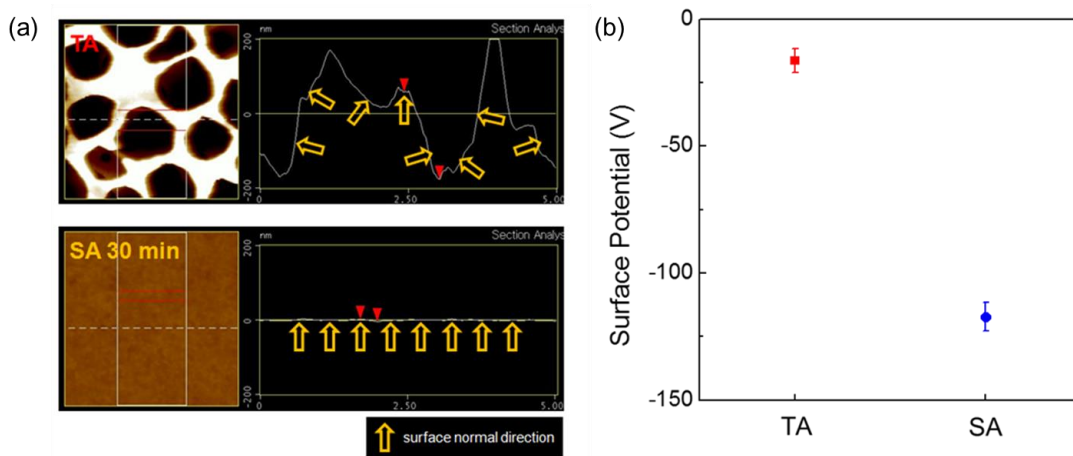 (a)
TA
nm
Section Analys
200
0
-200
-0
2.50
5.00
SA 30 min
nm
Section Analys
200
0
-200
-0
2.50
5.00
surface normal direction
(b)
Surface Potential (V)
0
-50
-100
-150
TA
SA